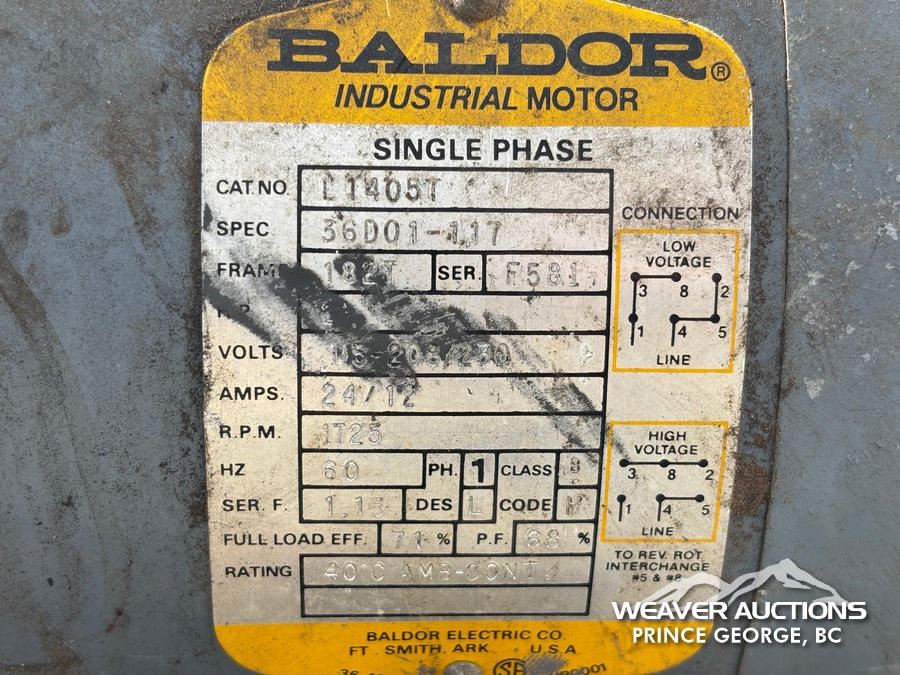 BALDOR ®
INDUSTRIAL MOTOR
SINGLE PHASE
CAT.NO. L1405T
SPEC 36D01-117
FRAME 182T SER. F581
VOLTS 208/230
AMPS. 24/12
R.P.M. 1725
HZ 60 PH. 1 CLASS B
SER. F. 1.15 DES L CODE
FULL LOAD EFF. 71 % P.F. 68 %
RATING 40°C AMB-CONT.
CONNECTION
LOW
VOLTAGE
3 8 2
1 4 5
LINE
HIGH
VOLTAGE
3 8 2
1 4 5
LINE
TO REV. ROT.
INTERCHANGE
#5 & #8
BALDOR ELECTRIC CO.
FT. SMITH, ARK. U.S.A.
WEAVER AUCTIONS
PRINCE GEORGE, BC